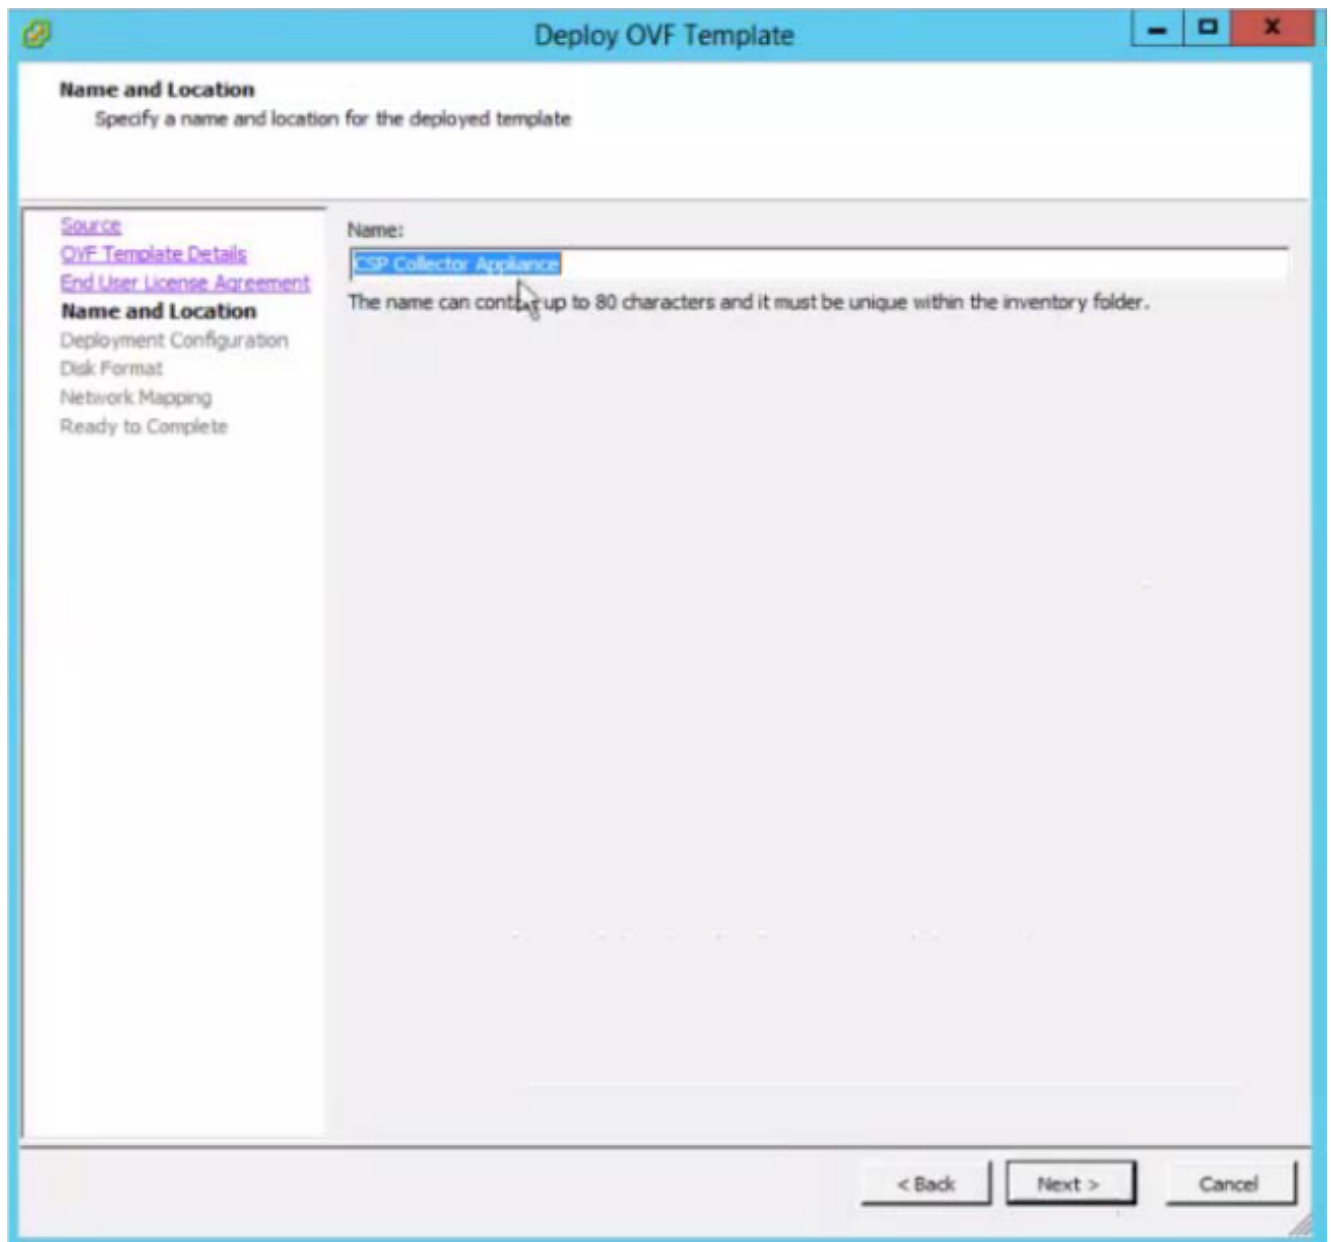 Deploy OVF Template
X
Name and Location
Specify a name and location for the deployed template
Source
OVF Template Details
End User License Agreement
Name and Location
Deployment Configuration
Disk Format
Network Mapping
Ready to Complete
Name:
CSP Collector Appliance
The name can contain up to 80 characters and it must be unique within the inventory folder.
< Back
Next >
Cancel